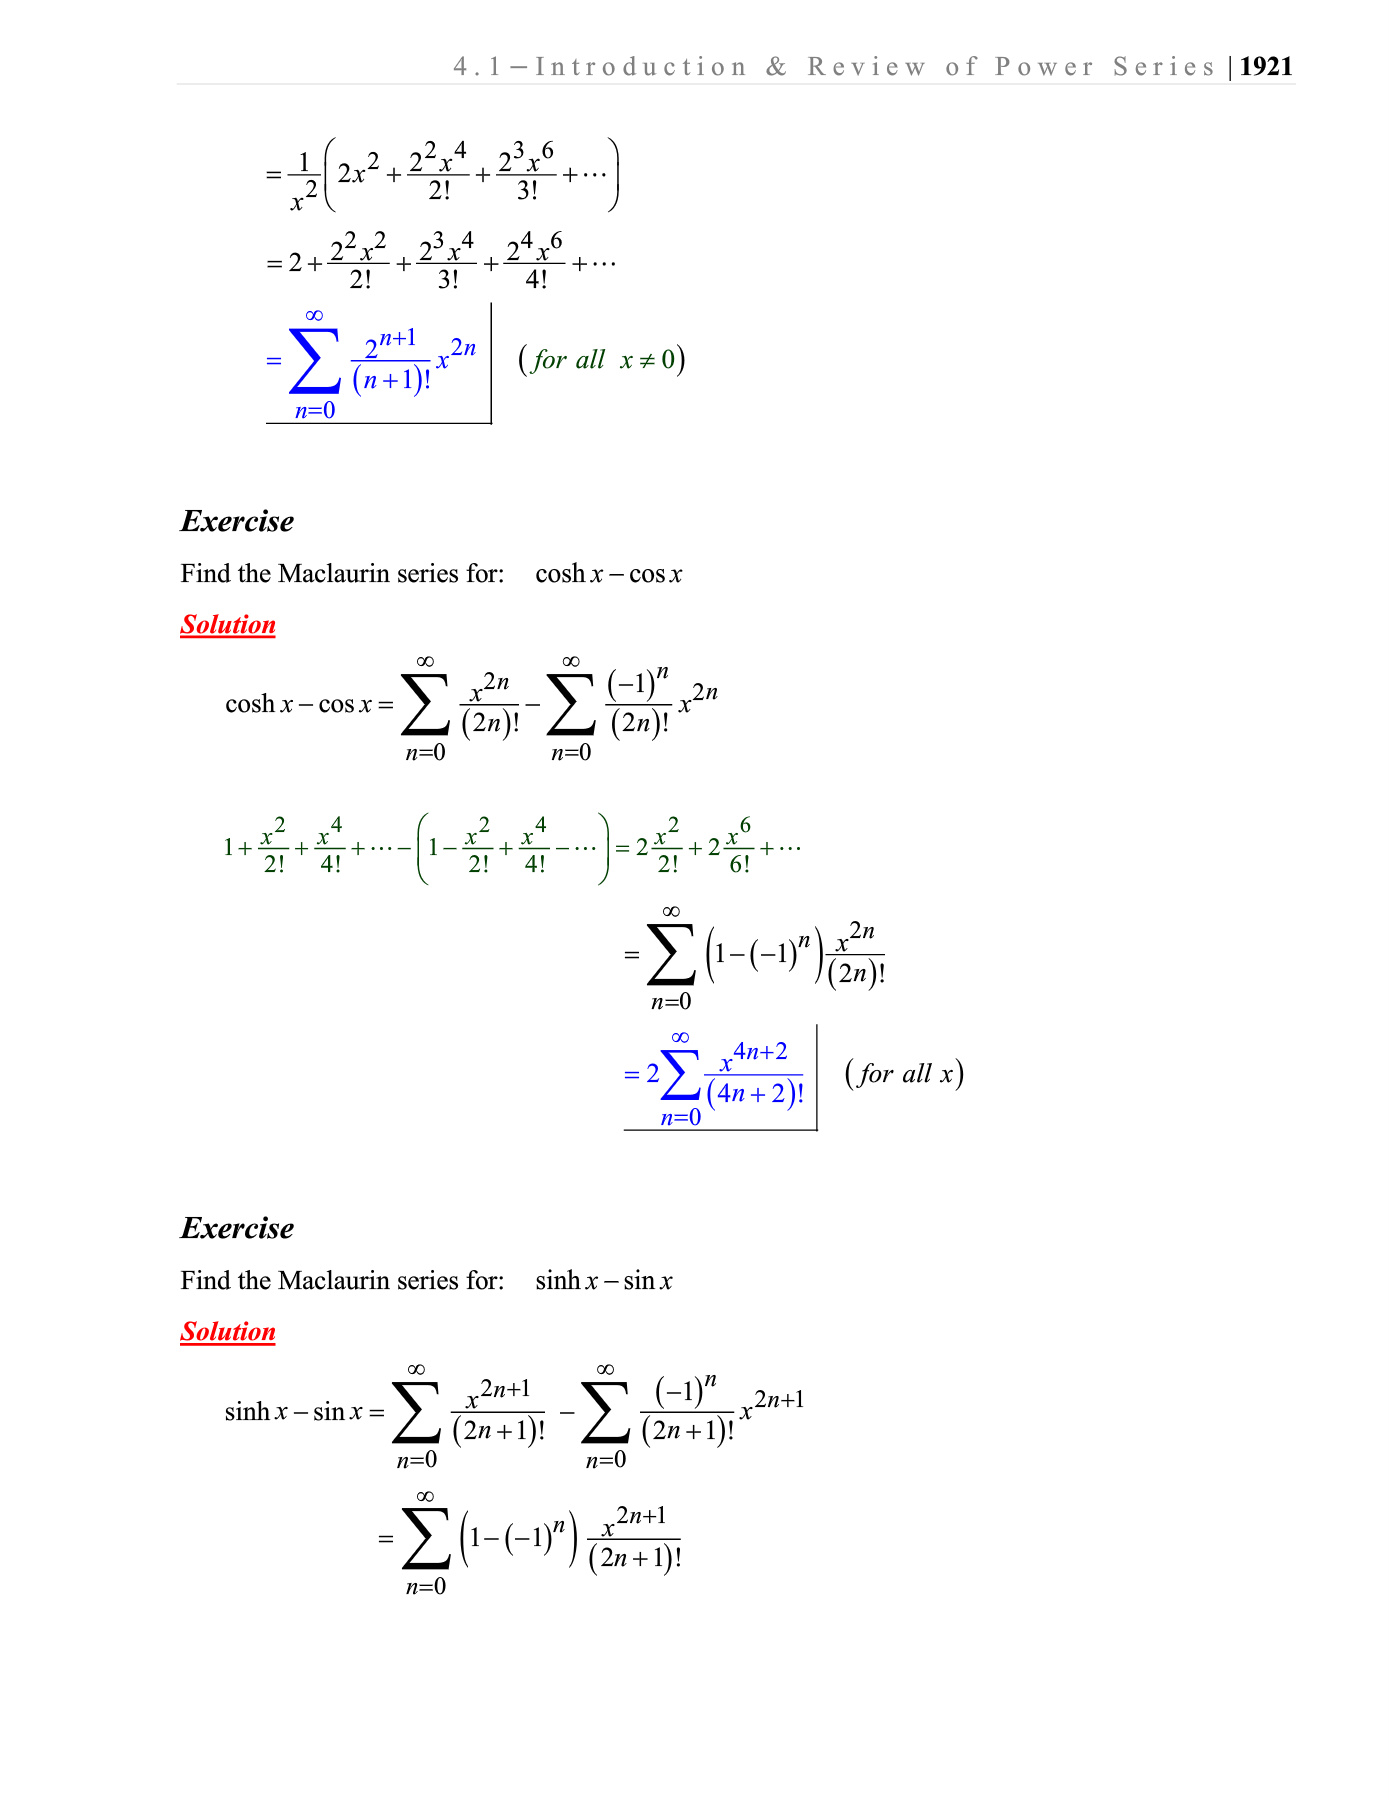 4.1−Introduction & Review of Power Series | 1921
= \frac{1}{x^2} \left( 2x^2 + \frac{2^2 x^4}{2!} + \frac{2^3 x^6}{3!} + \cdots \right)
= 2 + \frac{2^2 x^2}{2!} + \frac{2^3 x^4}{3!} + \frac{2^4 x^6}{4!} + \cdots
= \sum_{n=0}^{\infty} \frac{2^{n+1}}{(n+1)!} x^{2n} (for all x ≠ 0)
Exercise
Find the Maclaurin series for: cosh x − cos x
Solution
cosh x − cos x = \sum_{n=0}^{\infty} \frac{x^{2n}}{(2n)!} − \sum_{n=0}^{\infty} \frac{(−1)^n}{(2n)!} x^{2n}
1 + \frac{x^2}{2!} + \frac{x^4}{4!} + \cdots − \left( 1 − \frac{x^2}{2!} + \frac{x^4}{4!} − \cdots \right) = 2\frac{x^2}{2!} + 2\frac{x^6}{6!} + \cdots
= \sum_{n=0}^{\infty} \left( 1 − (−1)^n \right) \frac{x^{2n}}{(2n)!}
= 2 \sum_{n=0}^{\infty} \frac{x^{4n+2}}{(4n+2)!} (for all x)
Exercise
Find the Maclaurin series for: sinh x − sin x
Solution
sinh x − sin x = \sum_{n=0}^{\infty} \frac{x^{2n+1}}{(2n+1)!} − \sum_{n=0}^{\infty} \frac{(−1)^n}{(2n+1)!} x^{2n+1}
= \sum_{n=0}^{\infty} \left( 1 − (−1)^n \right) \frac{x^{2n+1}}{(2n+1)!}